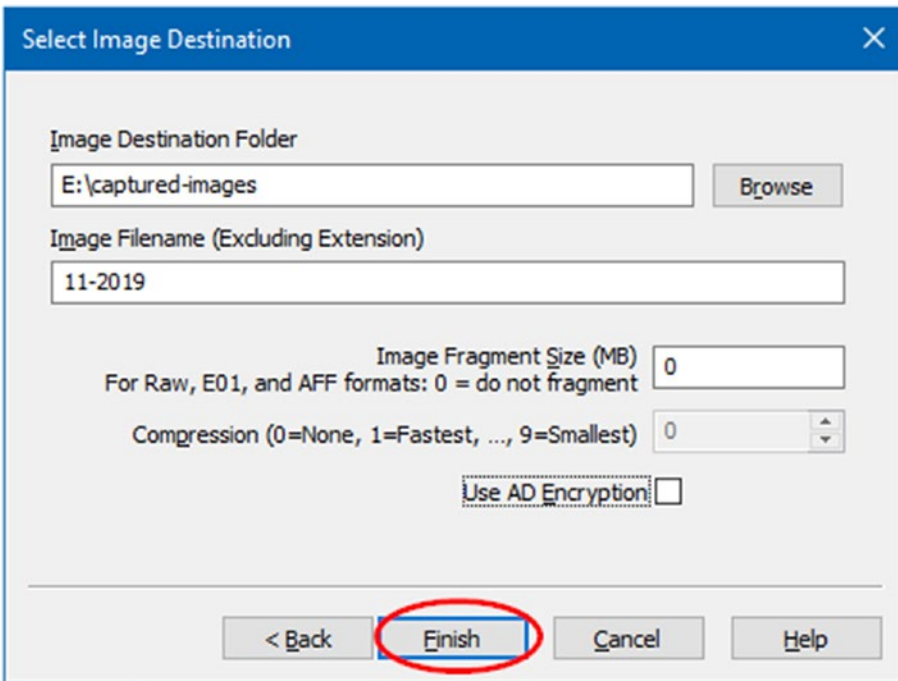 Select Image Destination
Image Destination Folder
E:\captured-images
Browse
Image Filename (Excluding Extension)
11-2019
Image Fragment Size (MB)
For Raw, E01, and AFF formats: 0 = do not fragment
0
Compression (0=None, 1=Fastest, ..., 9=Smallest)
0
Use AD Encryption
< Back
Finish
Cancel
Help